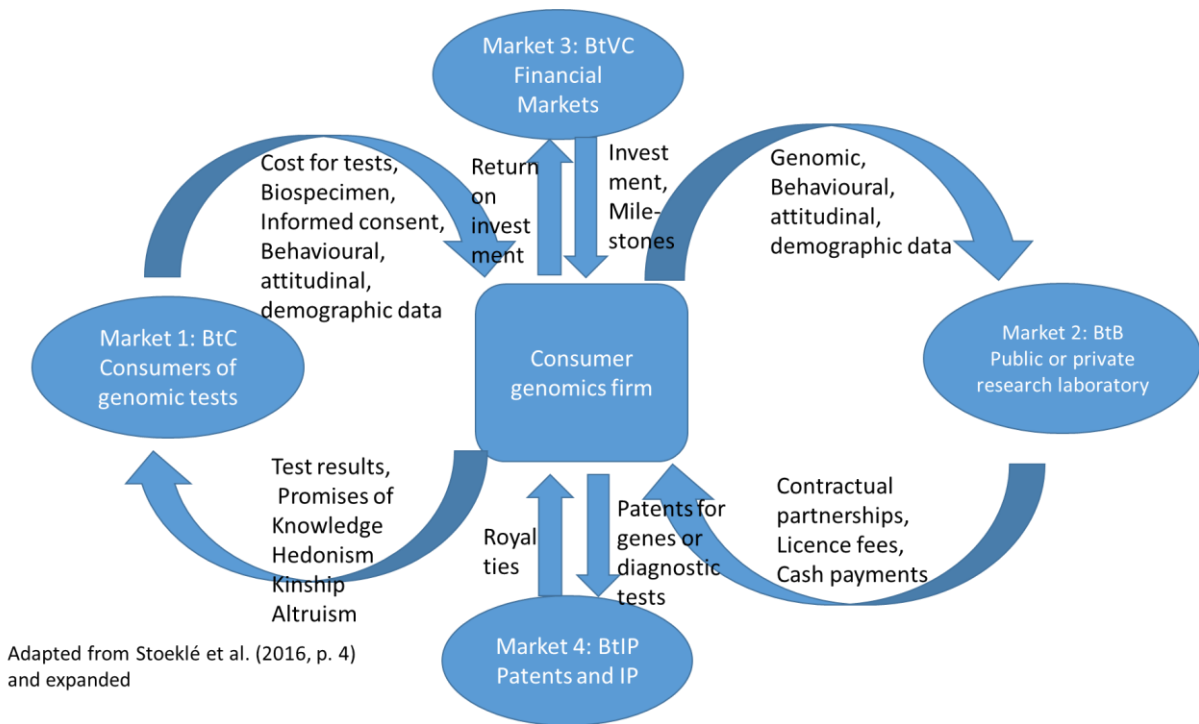 Market 3: BtVC
Financial
Markets
Cost for tests,
Biospecimen,
Informed consent,
Behavioural,
attitudinal,
demographic data
Return
on
invest
ment
Invest
ment,
Mile-
stones
Genomic,
Behavioural,
attitudinal,
demographic data
Market 1: BtC
Consumers of
genomic tests
Consumer
genomics firm
Market 2: BtB
Public or private
research laboratory
Test results,
Promises of
Knowledge
Hedonism
Kinship
Altruism
Royal
ties
Patents for
genes or
diagnostic
tests
Contractual
partnerships,
Licence fees,
Cash payments
Market 4: BtIP
Patents and IP
Adapted from Stoeklé et al. (2016, p. 4)
and expanded